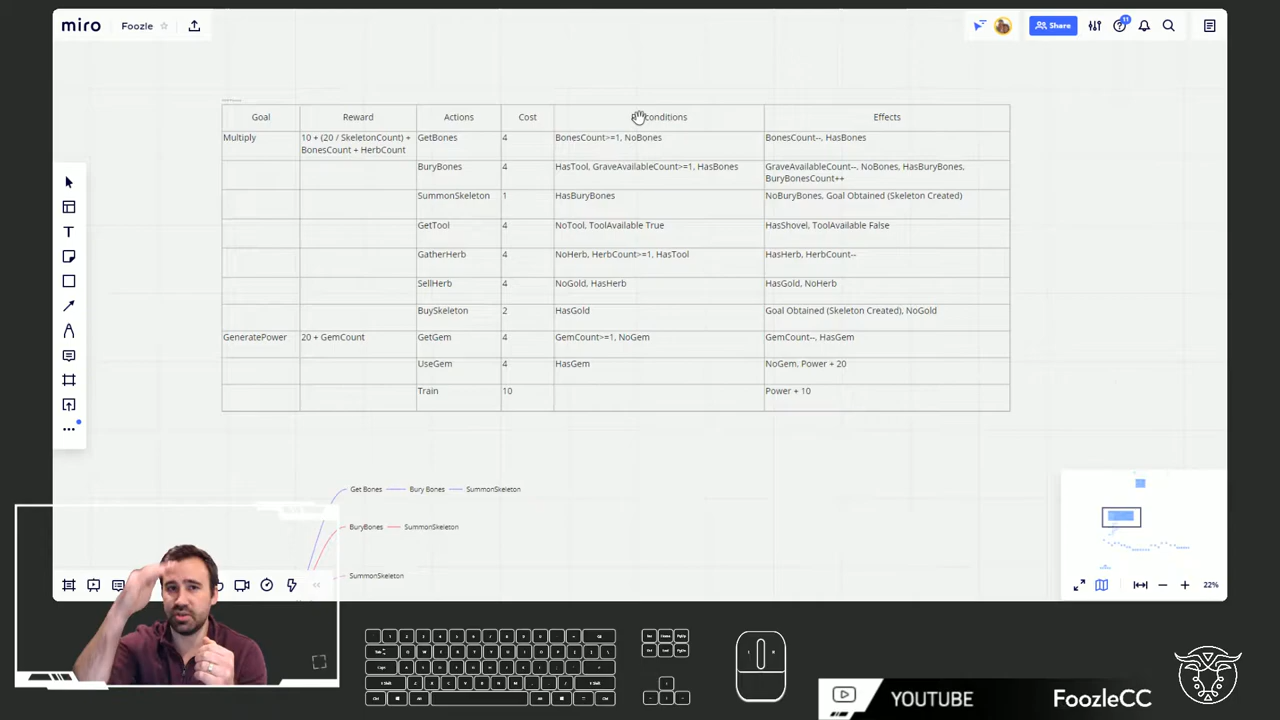 miro
Foozle
Share
11
Goal
Reward
Actions
Cost
conditions
Effects
Multiply
10 + (20 / SkeletonCount) +
BonesCount + HerbCount
GetBones
4
BonesCount>=1, NoBones
BonesCount--, HasBones
BuryBones
4
HasTool, GraveAvailableCount>=1, HasBones
GraveAvailableCount--, NoBones, HasBuryBones,
BuryBonesCount++
SummonSkeleton
1
HasBuryBones
NoBuryBones, Goal Obtained (Skeleton Created)
GetTool
4
NoTool, ToolAvailable True
HasShovel, ToolAvailable False
GatherHerb
4
NoHerb, HerbCount>=1, HasTool
HasHerb, HerbCount--
SellHerb
4
NoGold, HasHerb
HasGold, NoHerb
BuySkeleton
2
HasGold
Goal Obtained (Skeleton Created), NoGold
GeneratePower
20 + GemCount
GetGem
4
GemCount>=1, NoGem
GemCount--, HasGem
UseGem
4
HasGem
NoGem, Power + 20
Train
10
Power + 10
Get Bones
Bury Bones
SummonSkeleton
BuryBones
SummonSkeleton
SummonSkeleton
22%
YOUTUBE
FoozleCC